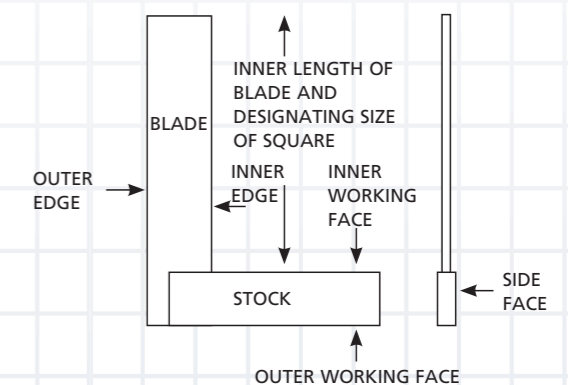 INNER LENGTH OF
BLADE AND
DESIGNATING SIZE
OF SQUARE
BLADE
OUTER
EDGE
INNER
EDGE
INNER
WORKING
FACE
STOCK
SIDE
FACE
OUTER WORKING FACE